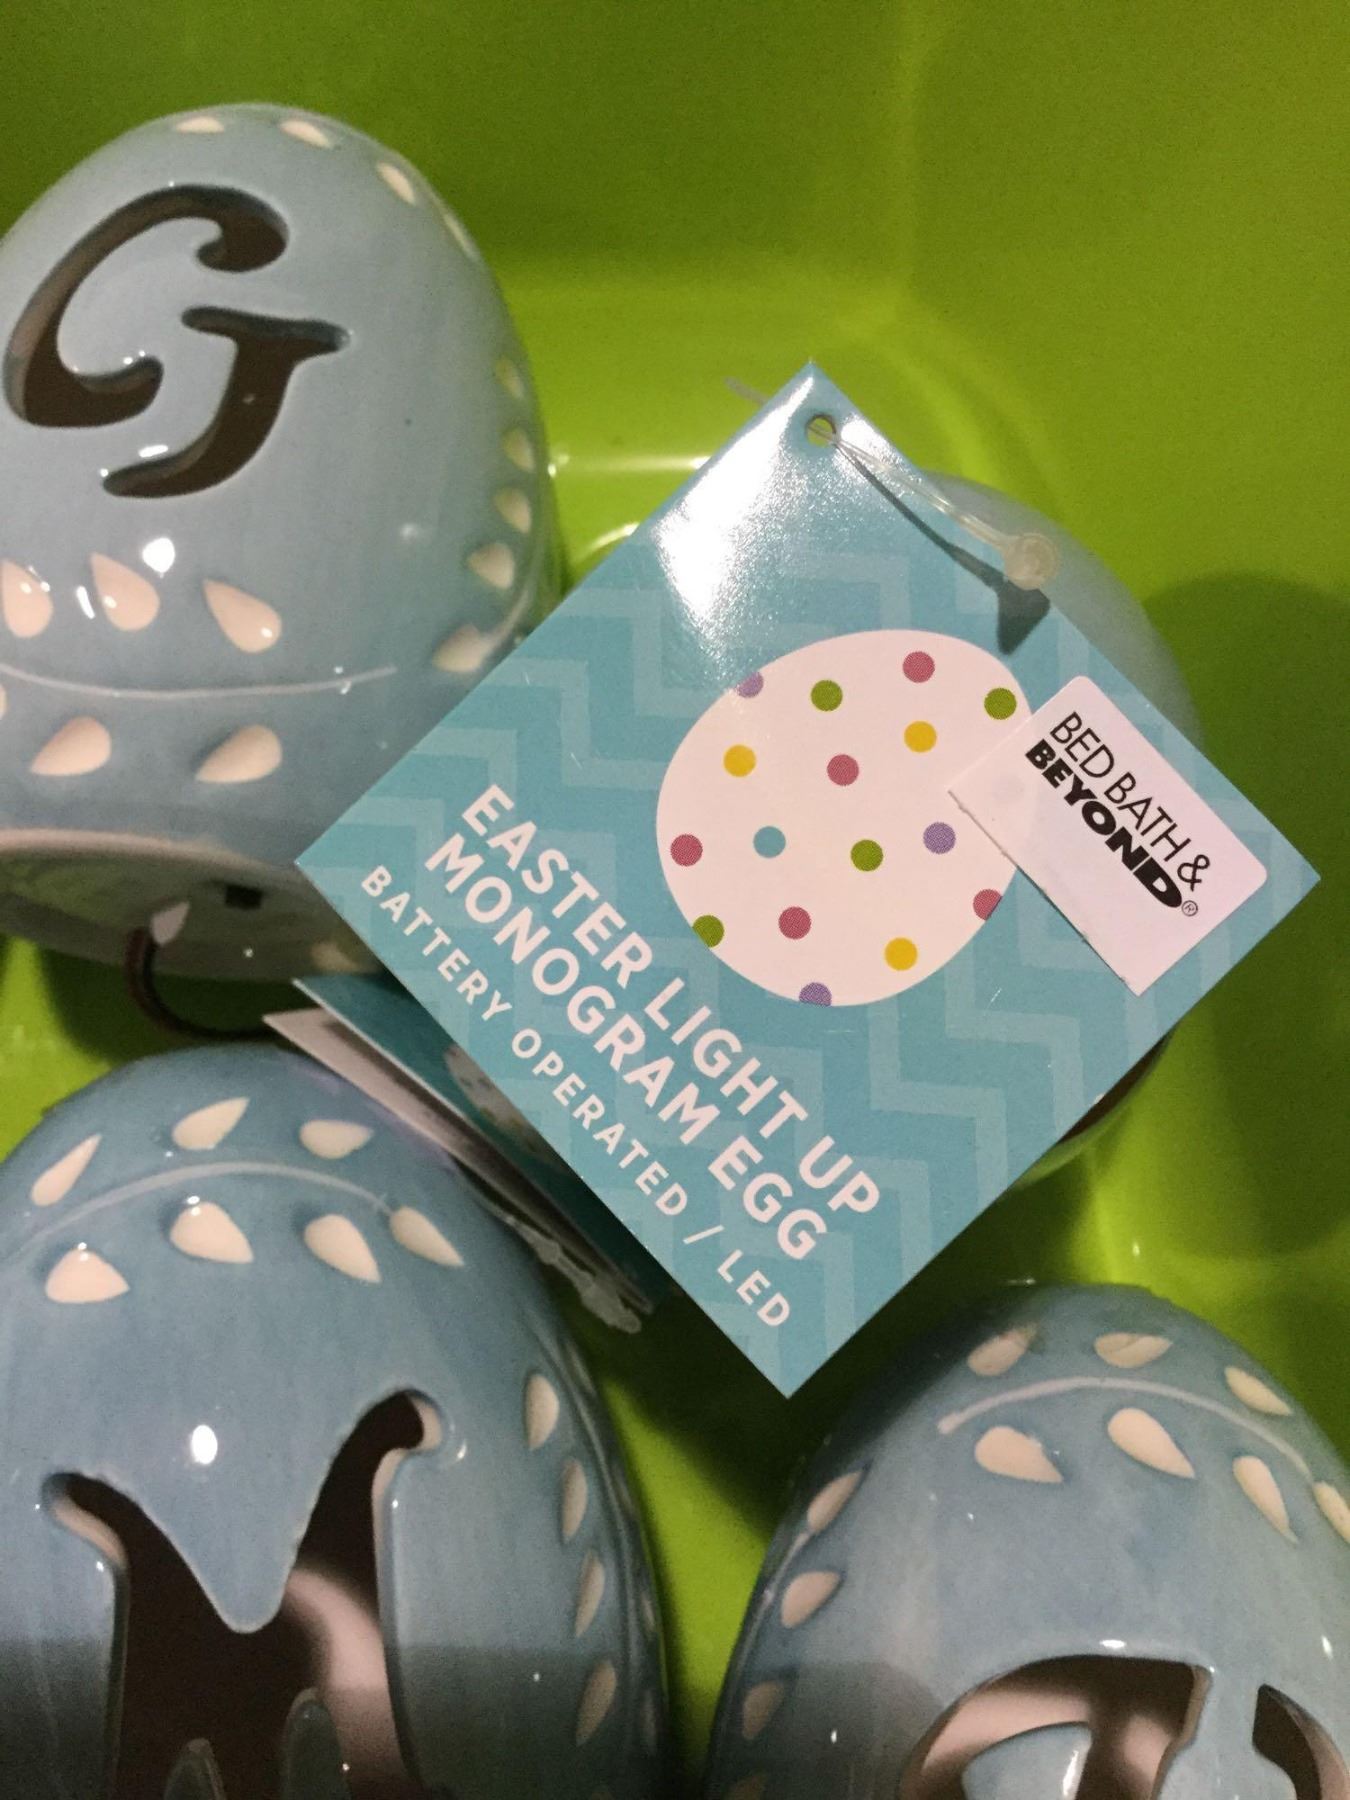 G
BED BATH &
BEYOND®
EASTER LIGHT UP
MONOGRAM EGG
BATTERY OPERATED / LED
M